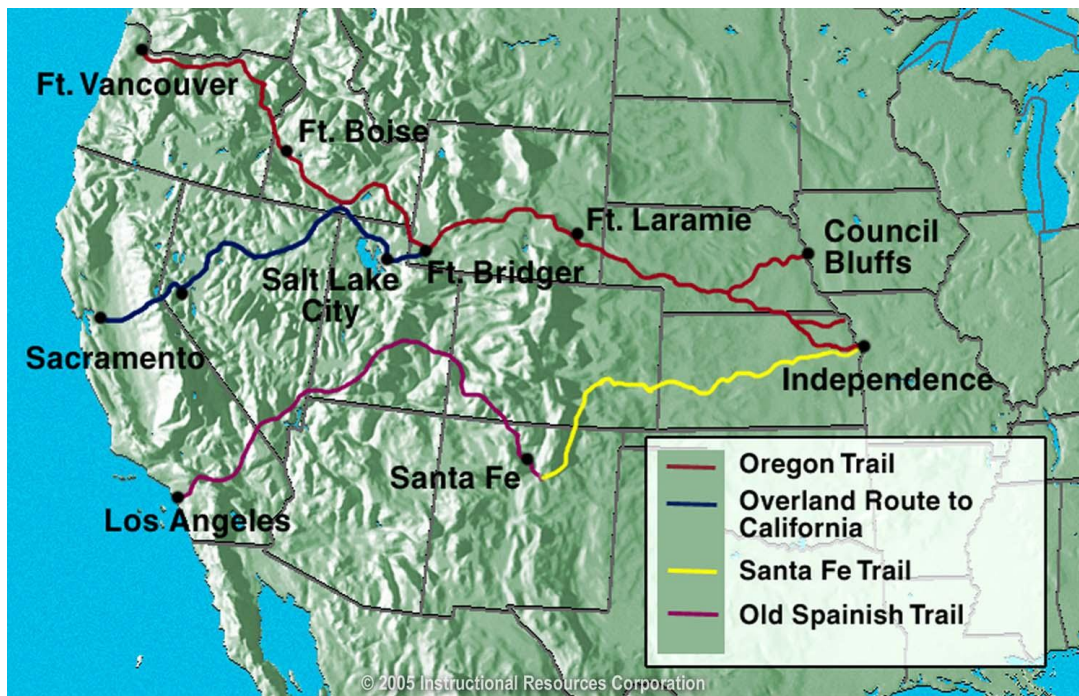 Ft. Vancouver
Ft. Boise
Ft. Laramie
Council
Bluffs
Salt Lake
City
Ft. Bridger
Sacramento
Independence
Santa Fe
Los Angeles
Oregon Trail
Overland Route to
California
Santa Fe Trail
Old Spainish Trail
© 2005 Instructional Resources Corporation